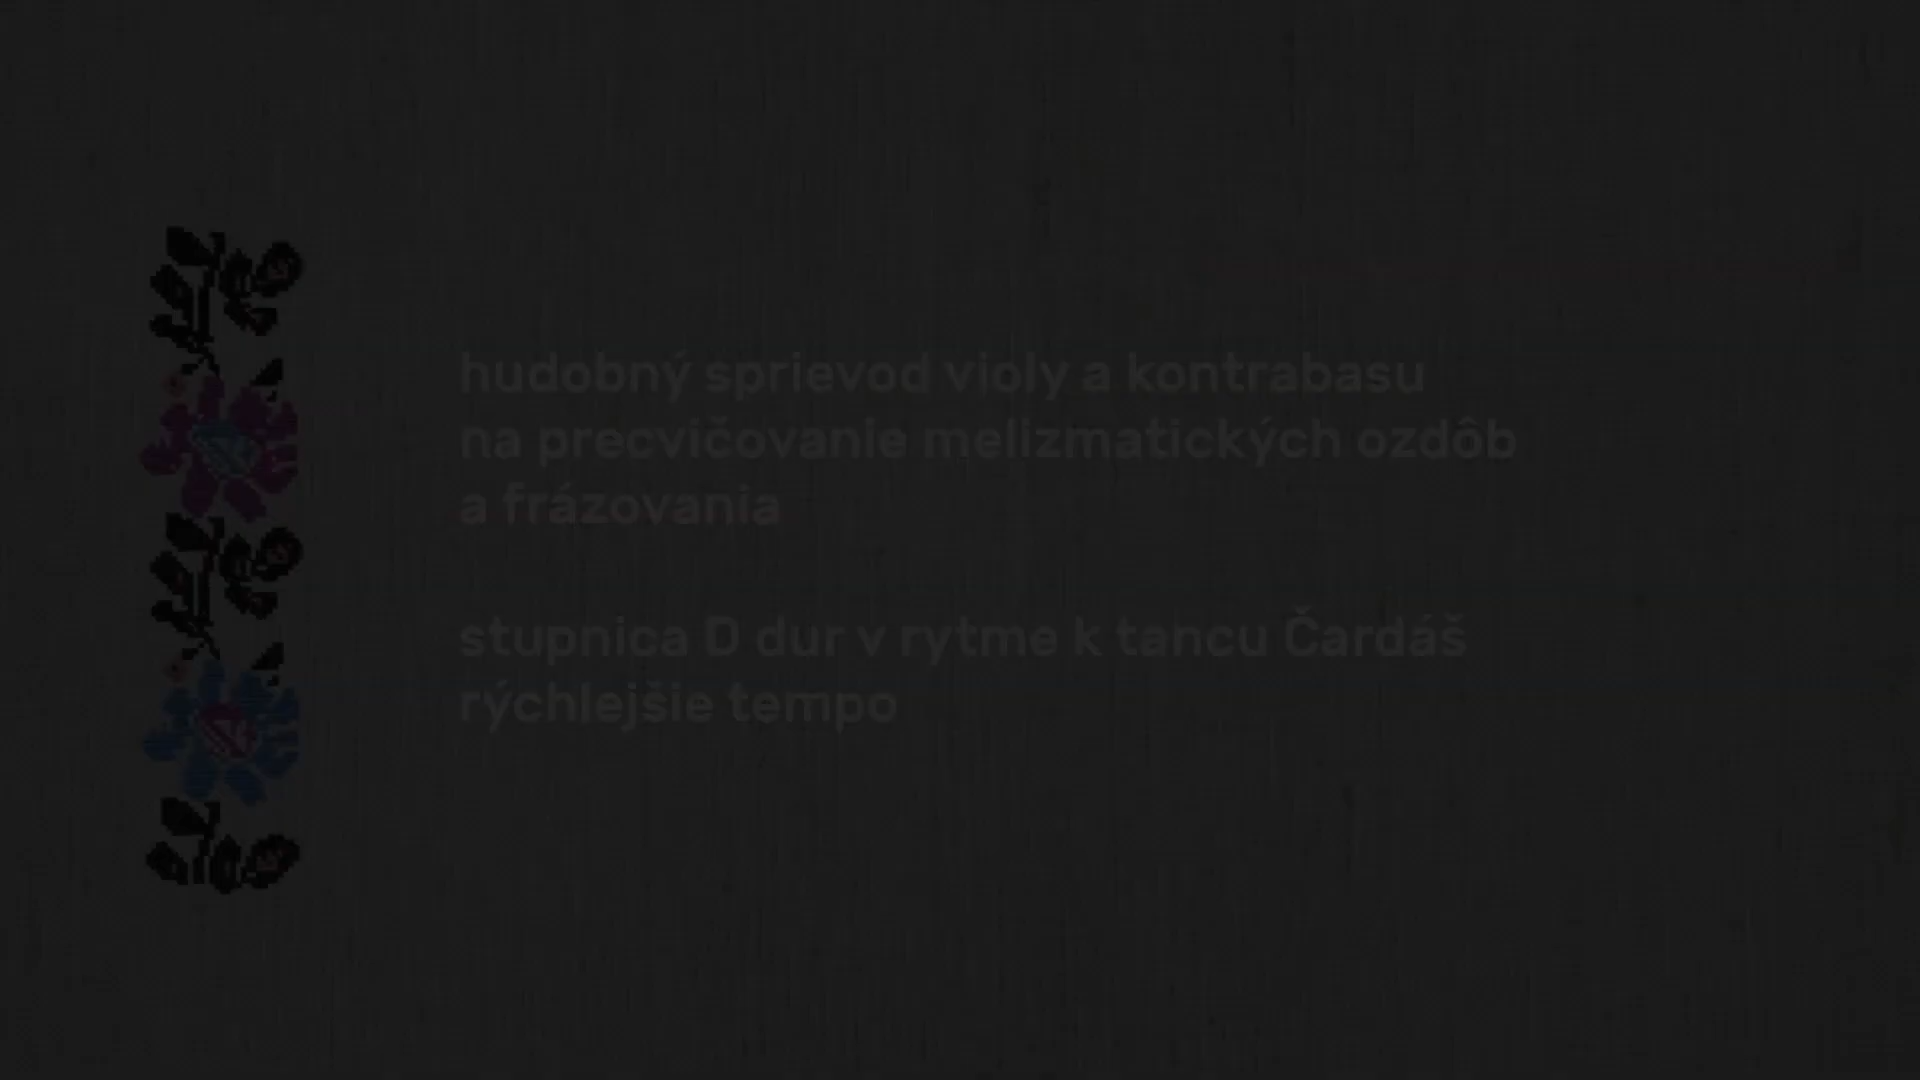 hudobný sprievod violy a kontrabasu
na precvičovanie melizmatických ozdôb
a frázovania
stupnica D dur v rytme k tancu Čardáš
rýchlejšie tempo